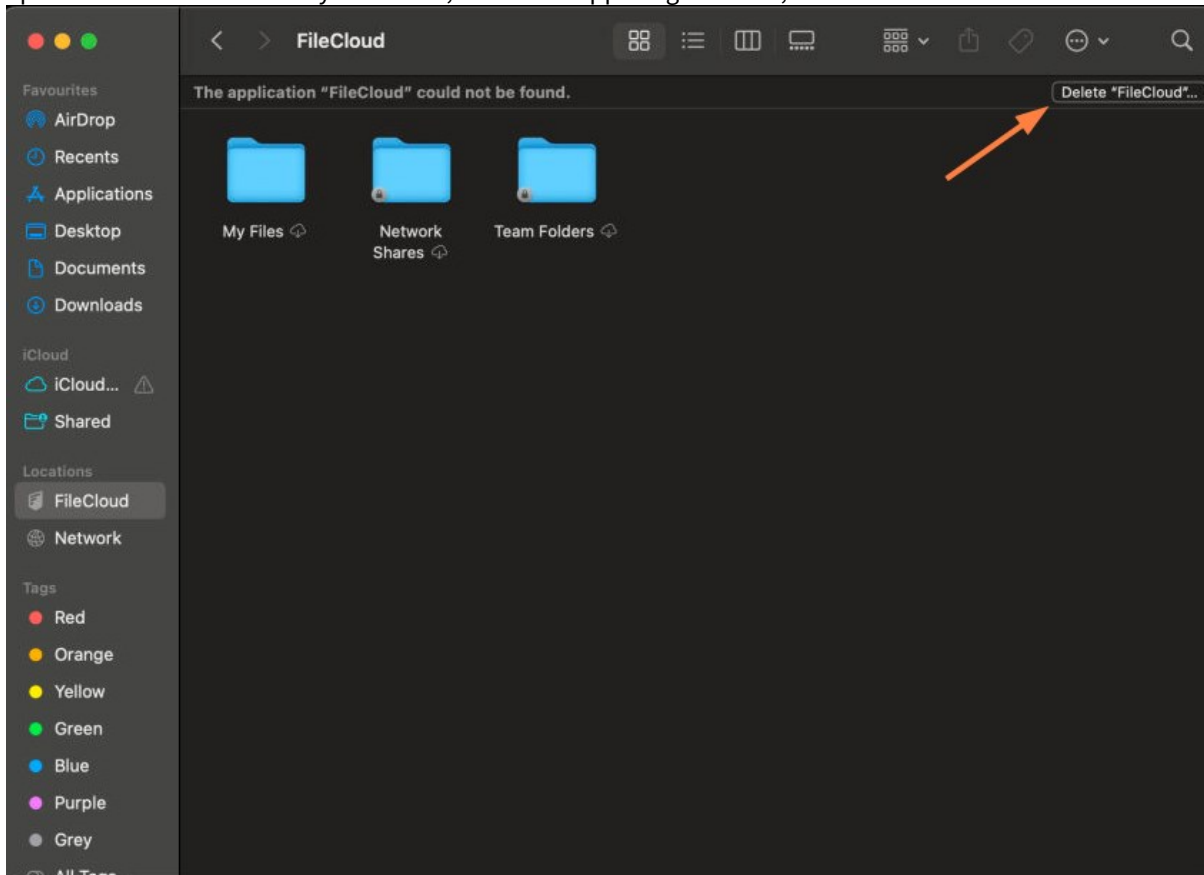 FileCloud
Favourites
AirDrop
Recents
Applications
Desktop
Documents
Downloads
iCloud
iCloud...
Shared
Locations
FileCloud
Network
Tags
Red
Orange
Yellow
Green
Blue
Purple
Grey
The application "FileCloud" could not be found.
Delete "FileCloud"...
My Files
Network
Shares
Team Folders